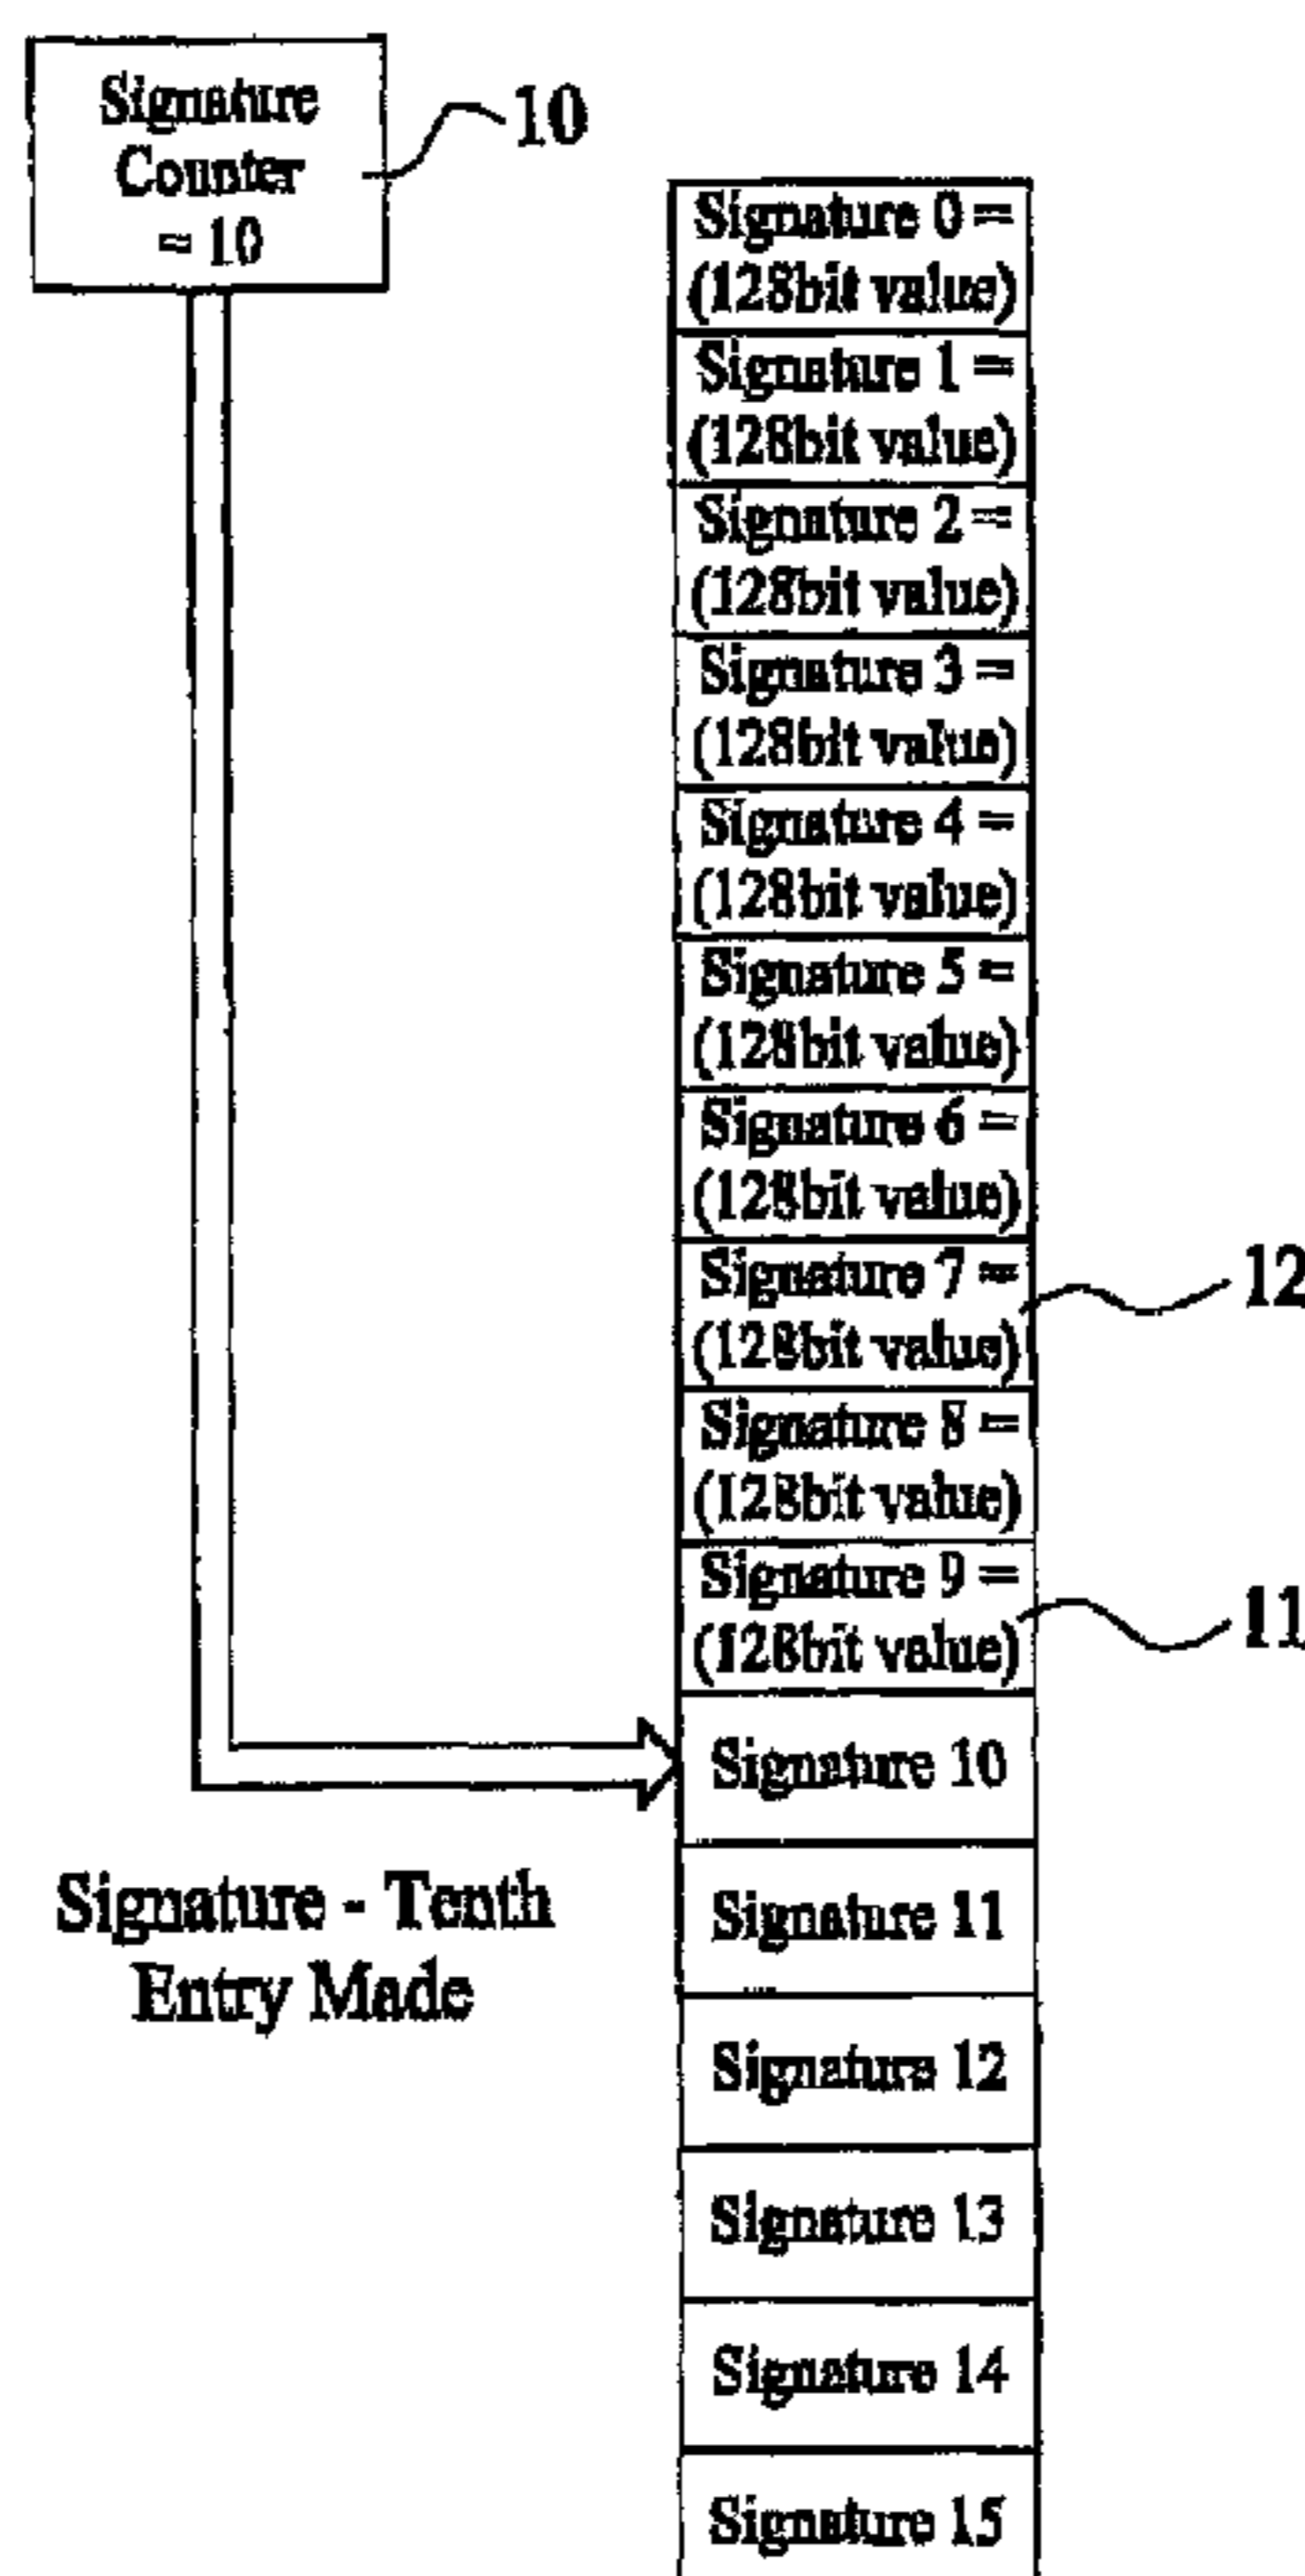 Signature
Counter
= 10
10
Signature 0 =
(128bit value)
Signature 1 =
(128bit value)
Signature 2 =
(128bit value)
Signature 3 =
(128bit value)
Signature 4 =
(128bit value)
Signature 5 =
(128bit value)
Signature 6 =
(128bit value)
Signature 7 =
(128bit value)
12
Signature 8 =
(128bit value)
Signature 9 =
(128bit value)
11
Signature 10
Signature - Tenth
Entry Made
Signature 11
Signature 12
Signature 13
Signature 14
Signature 15